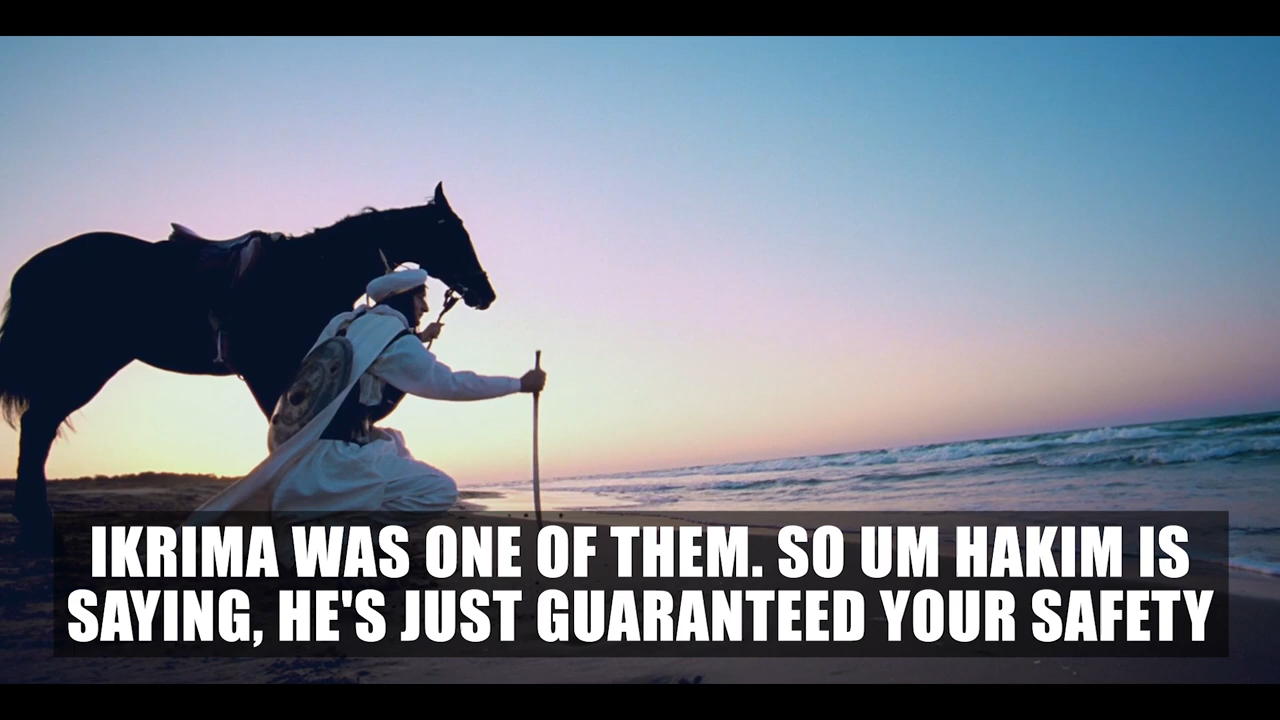 IKRIMA WAS ONE OF THEM. SO UM HAKIM IS
SAYING, HE'S JUST GUARANTEED YOUR SAFETY